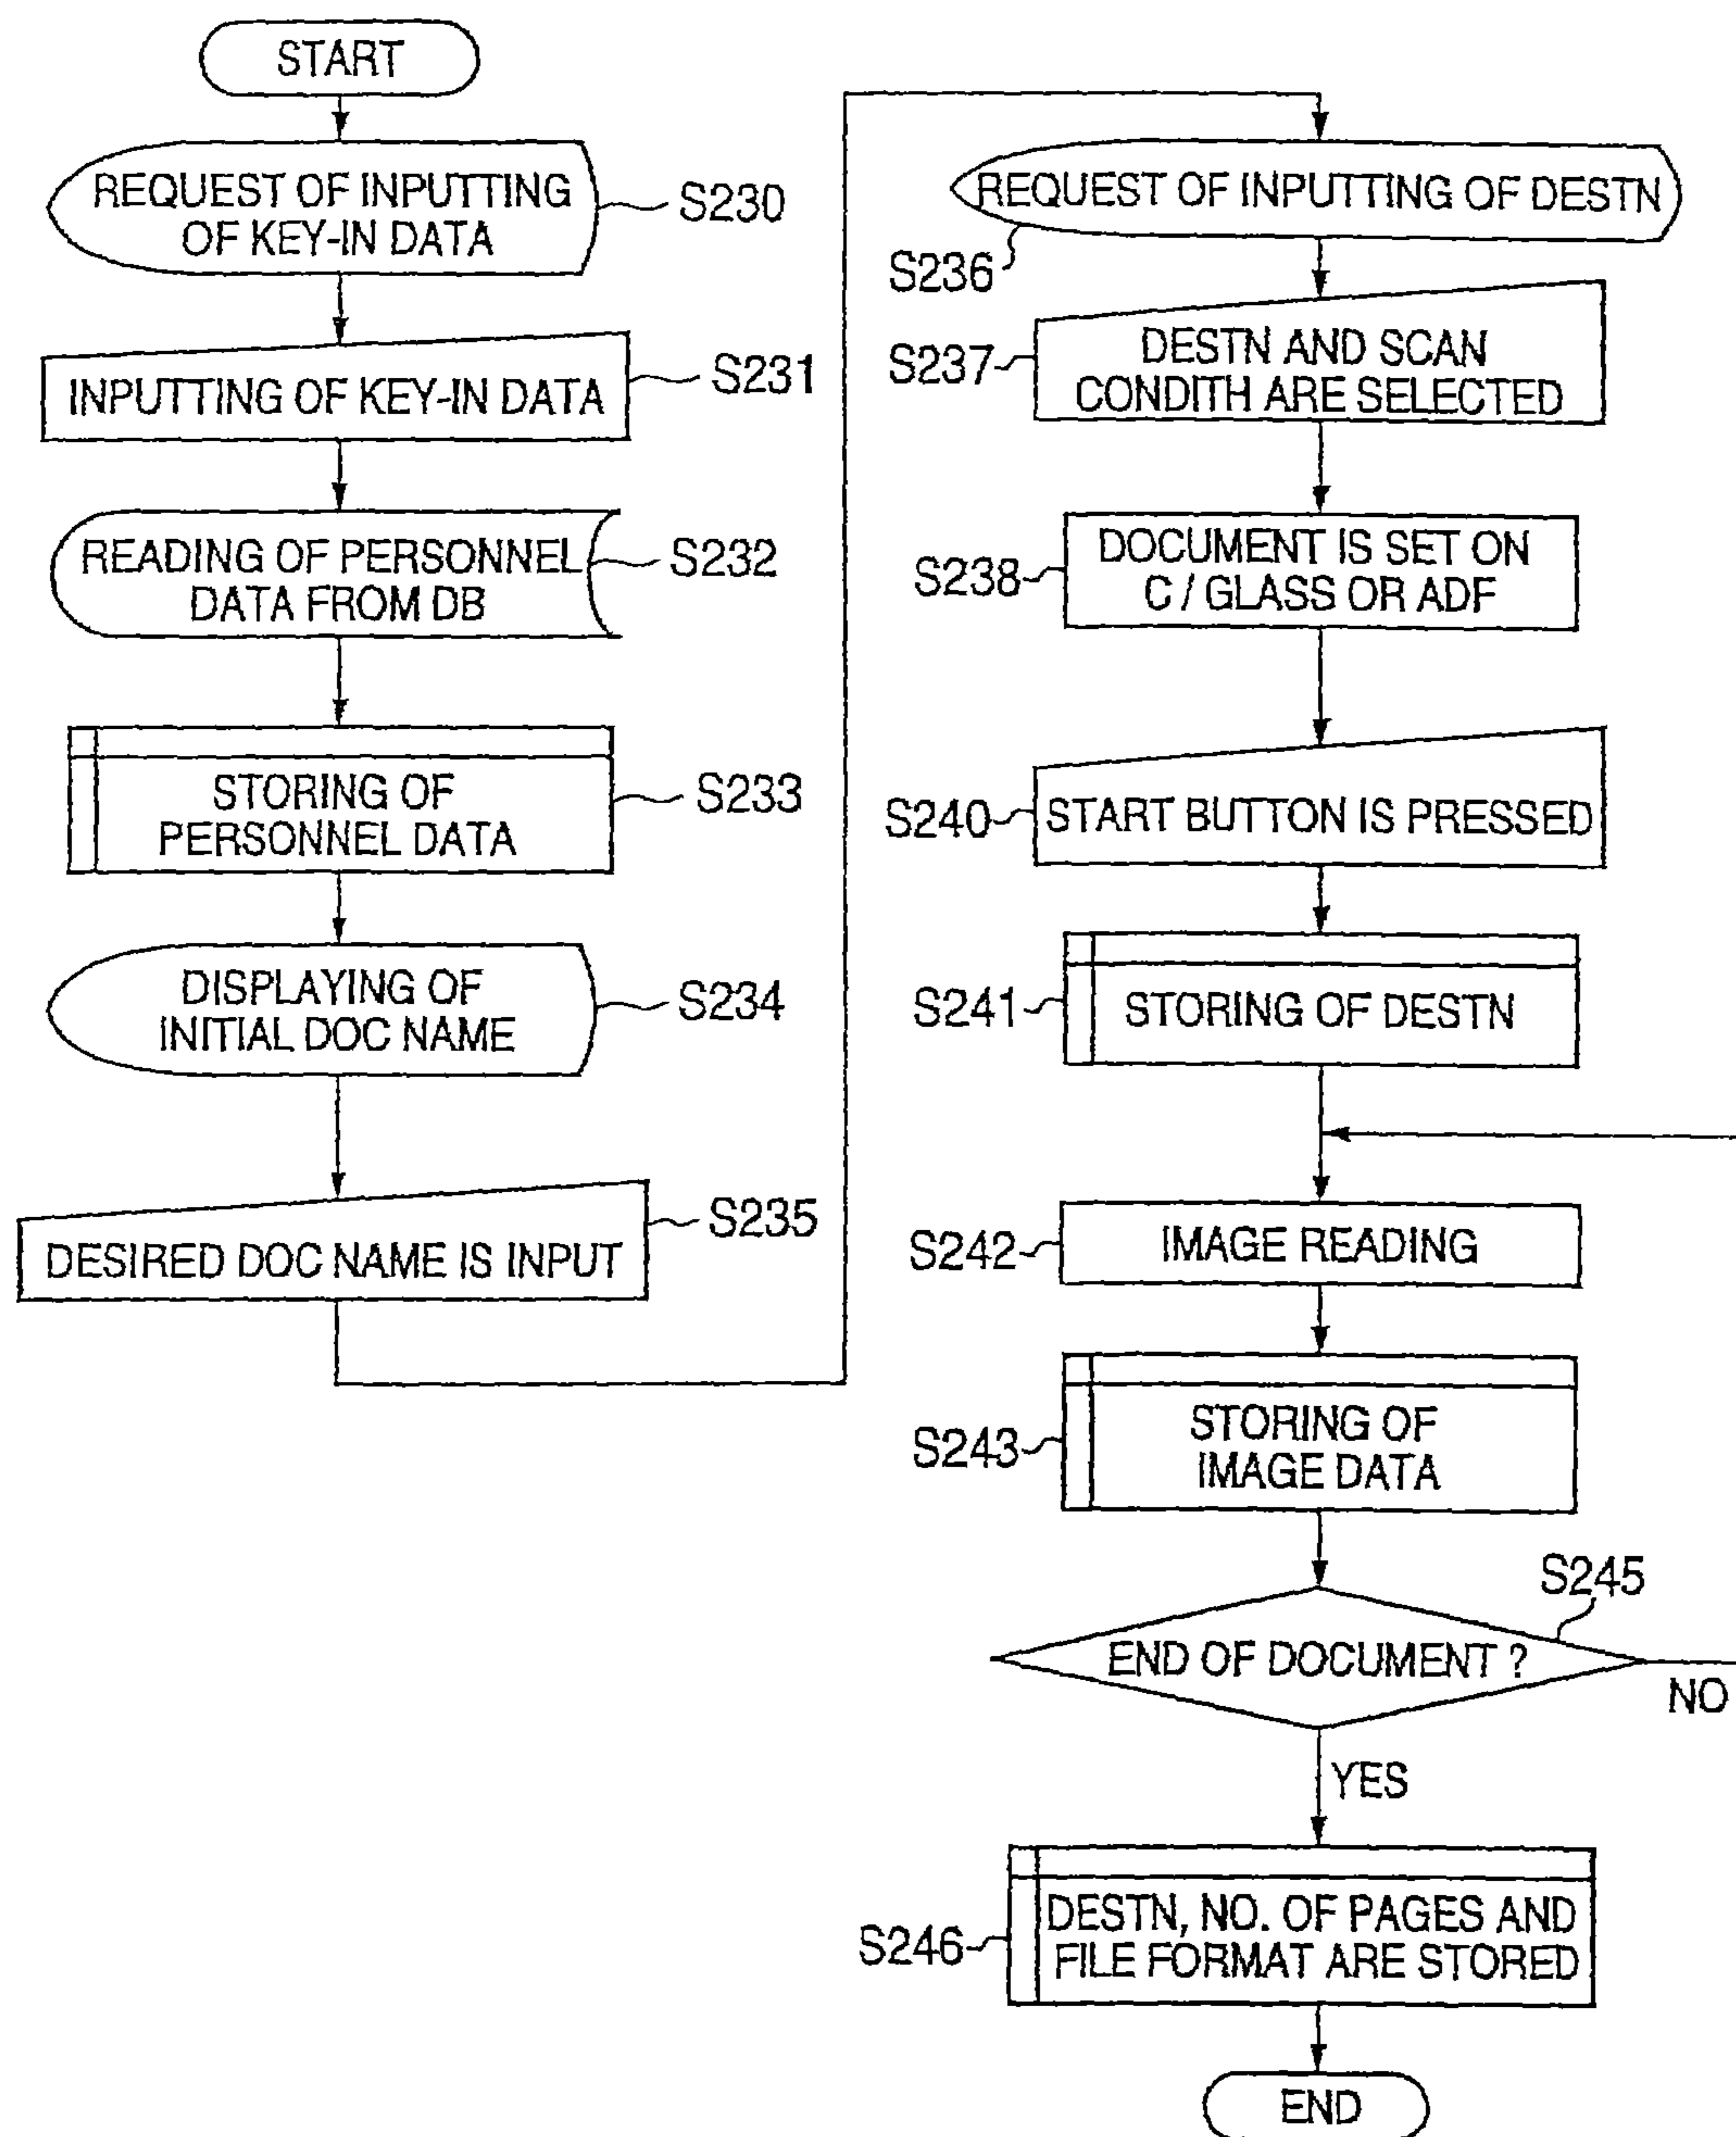 START
REQUEST OF INPUTTING
OF KEY-IN DATA
S230
INPUTTING OF KEY-IN DATA
S231
READING OF PERSONNEL
DATA FROM DB
S232
STORING OF
PERSONNEL DATA
S233
DISPLAYING OF
INITIAL DOC NAME
S234
DESIRED DOC NAME IS INPUT
S235
REQUEST OF INPUTTING OF DESTN
S236
DESTN AND SCAN
CONDITH ARE SELECTED
S237
DOCUMENT IS SET ON
C / GLASS OR ADF
S238
START BUTTON IS PRESSED
S240
STORING OF DESTN
S241
IMAGE READING
S242
STORING OF
IMAGE DATA
S243
END OF DOCUMENT ?
S245
NO
YES
DESTN, NO. OF PAGES AND
FILE FORMAT ARE STORED
S246
END